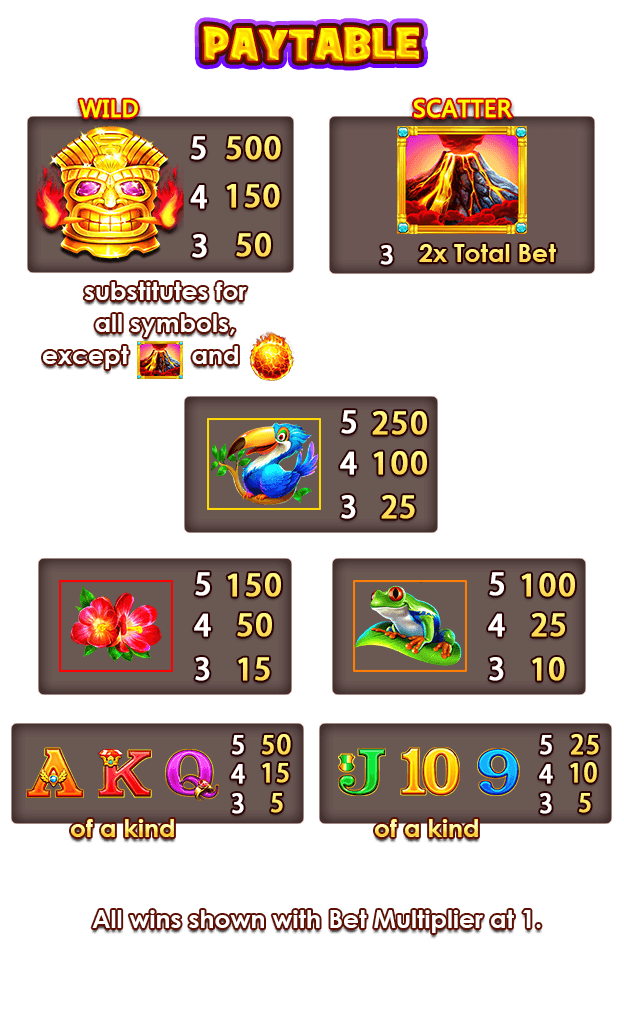 PAYTABLE
WILD
5 500
4 150
3 50
SCATTER
3 2x Total Bet
substitutes for
all symbols,
except and
5 250
4 100
3 25
5 150
4 50
3 15
5 100
4 25
3 10
A K Q
5 50
4 15
3 5
of a kind
J 10 9
5 25
4 10
3 5
of a kind
All wins shown with Bet Multiplier at 1.